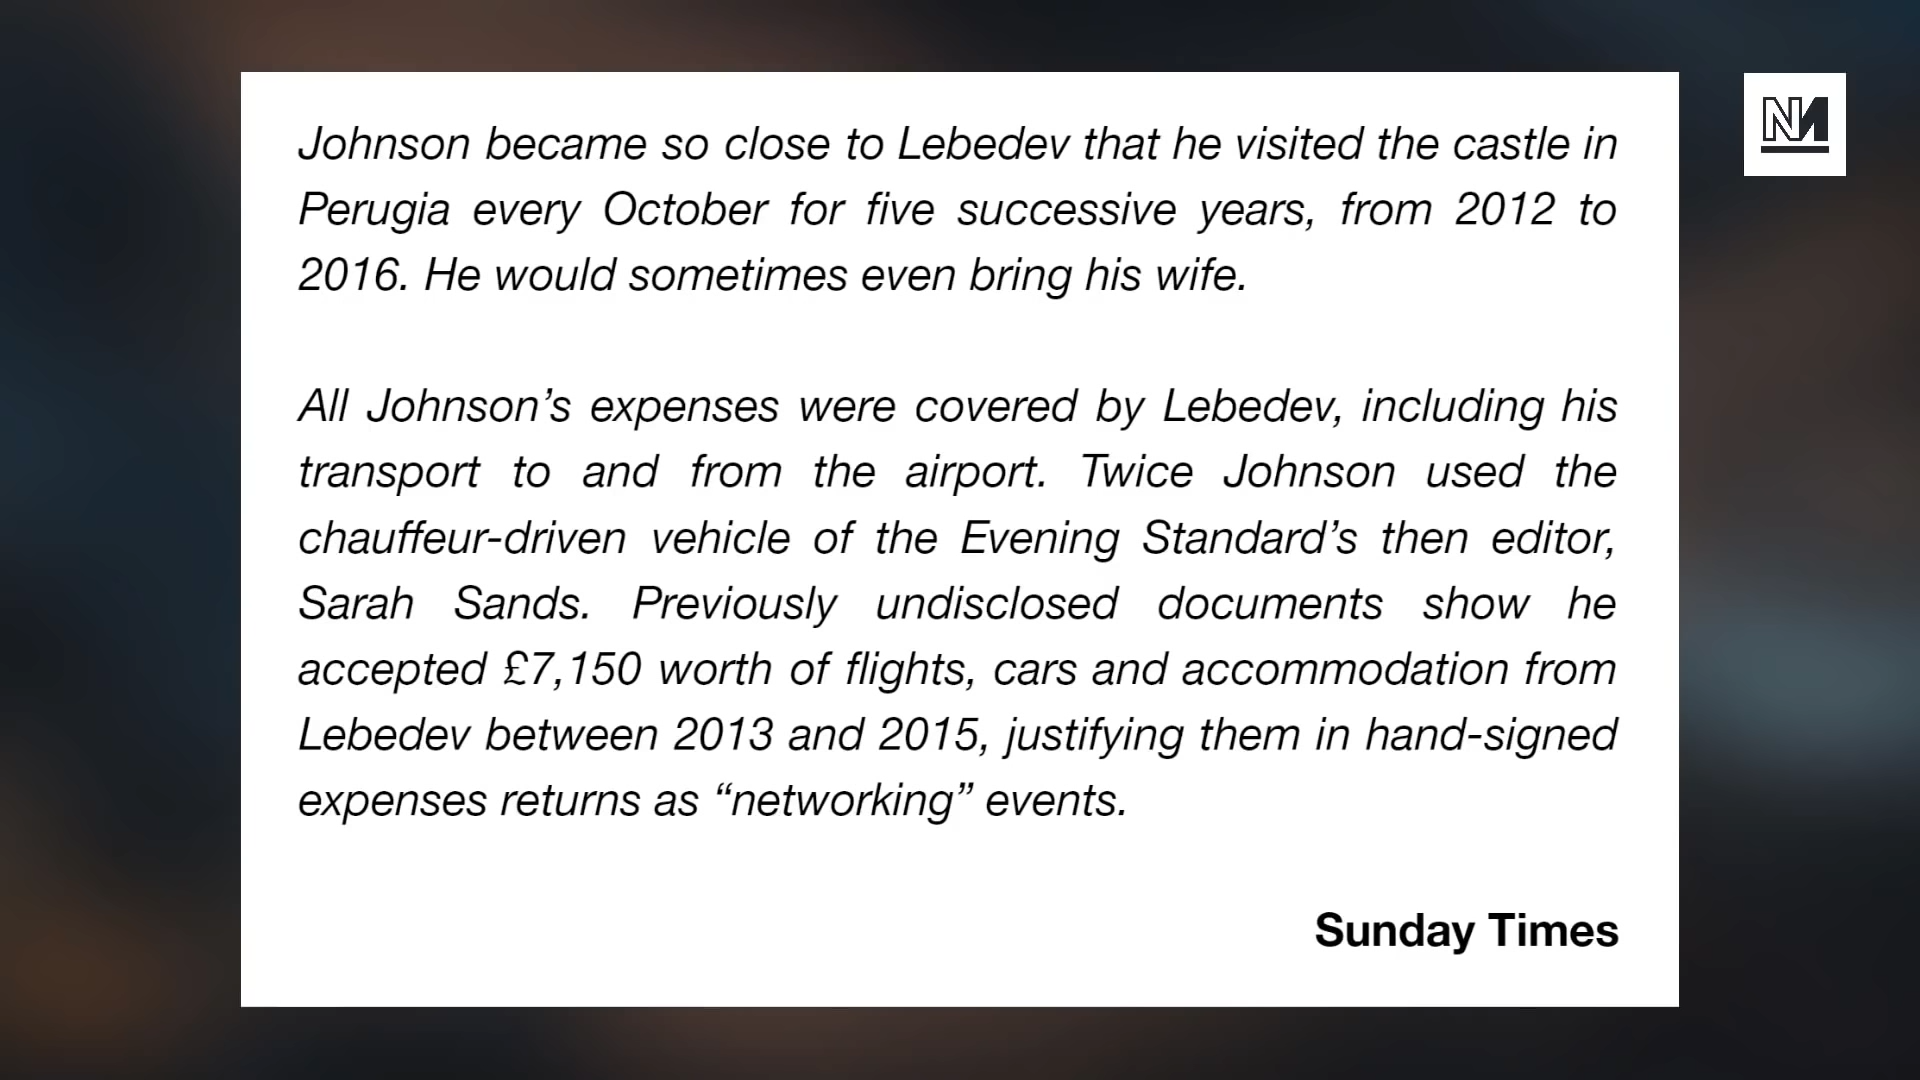 Johnson became so close to Lebedev that he visited the castle in
Perugia every October for five successive years, from 2012 to
2016. He would sometimes even bring his wife.
All Johnson’s expenses were covered by Lebedev, including his
transport to and from the airport. Twice Johnson used the
chauffeur-driven vehicle of the Evening Standard’s then editor,
Sarah Sands. Previously undisclosed documents show he
accepted £7,150 worth of flights, cars and accommodation from
Lebedev between 2013 and 2015, justifying them in hand-signed
expenses returns as “networking” events.
Sunday Times
NM